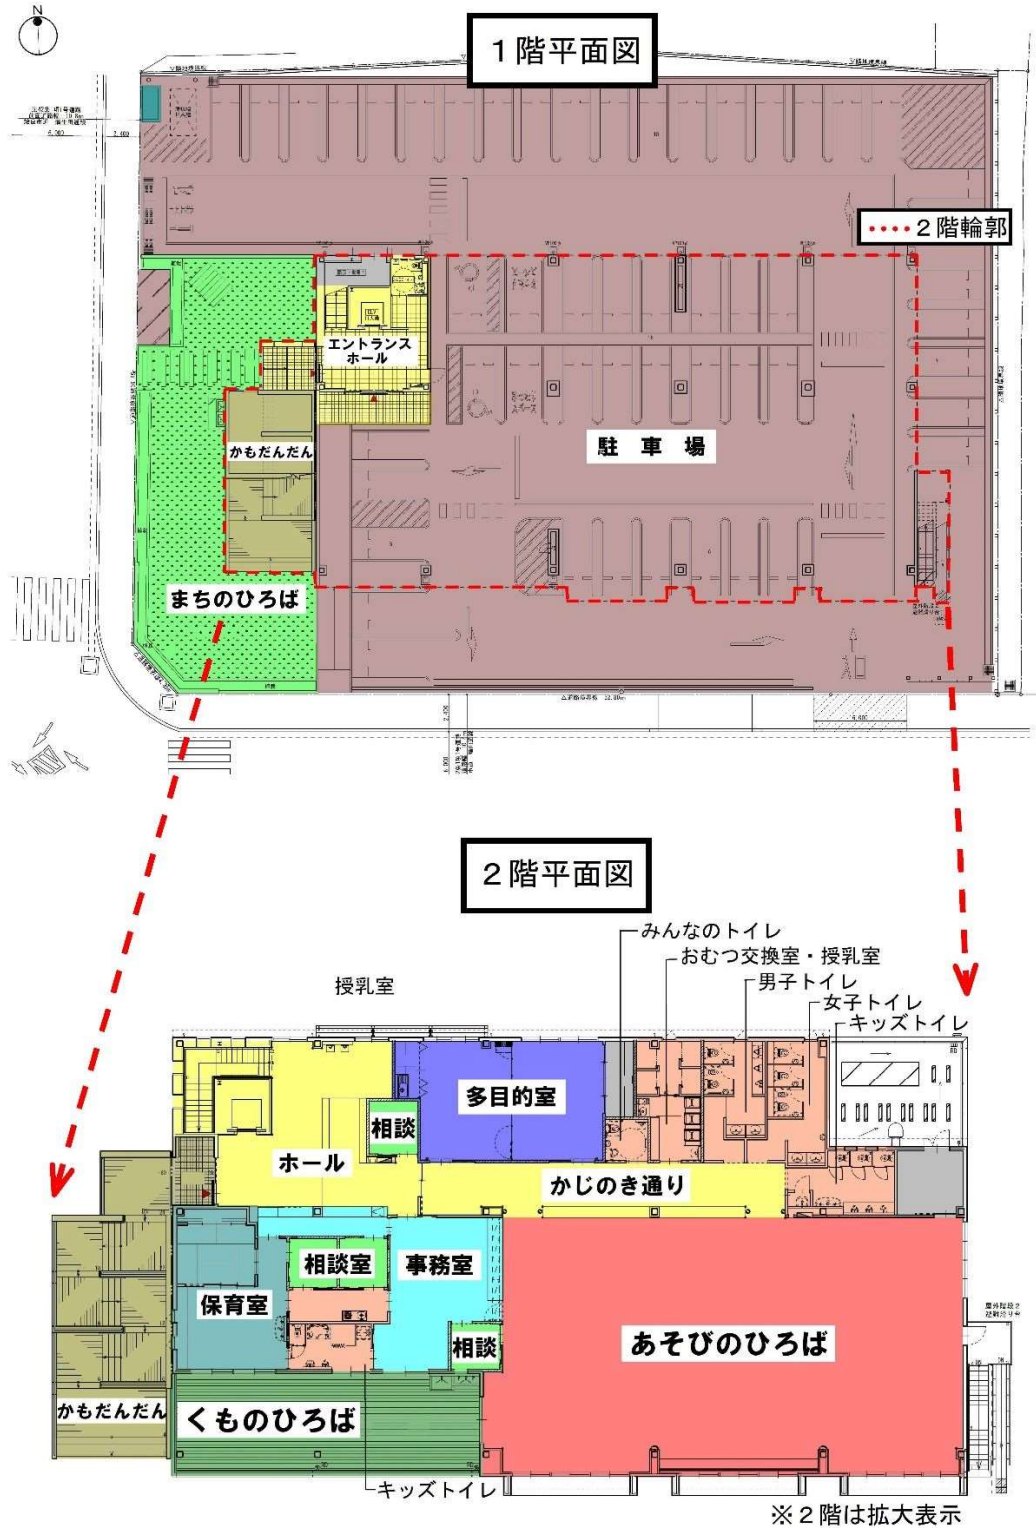 N
1階平面図
2階輪郭
エントランス
ホール
かもだんだん
駐車場
まちのひろば
2階平面図
みんなのトイレ
おむつ交換室・授乳室
男子トイレ
女子トイレ
キッズトイレ
授乳室
多目的室
相談
ホール
かじのき通り
相談室
事務室
保育室
あそびのひろば
相談
かもだんだん
くものひろば
キッズトイレ
※2階は拡大表示